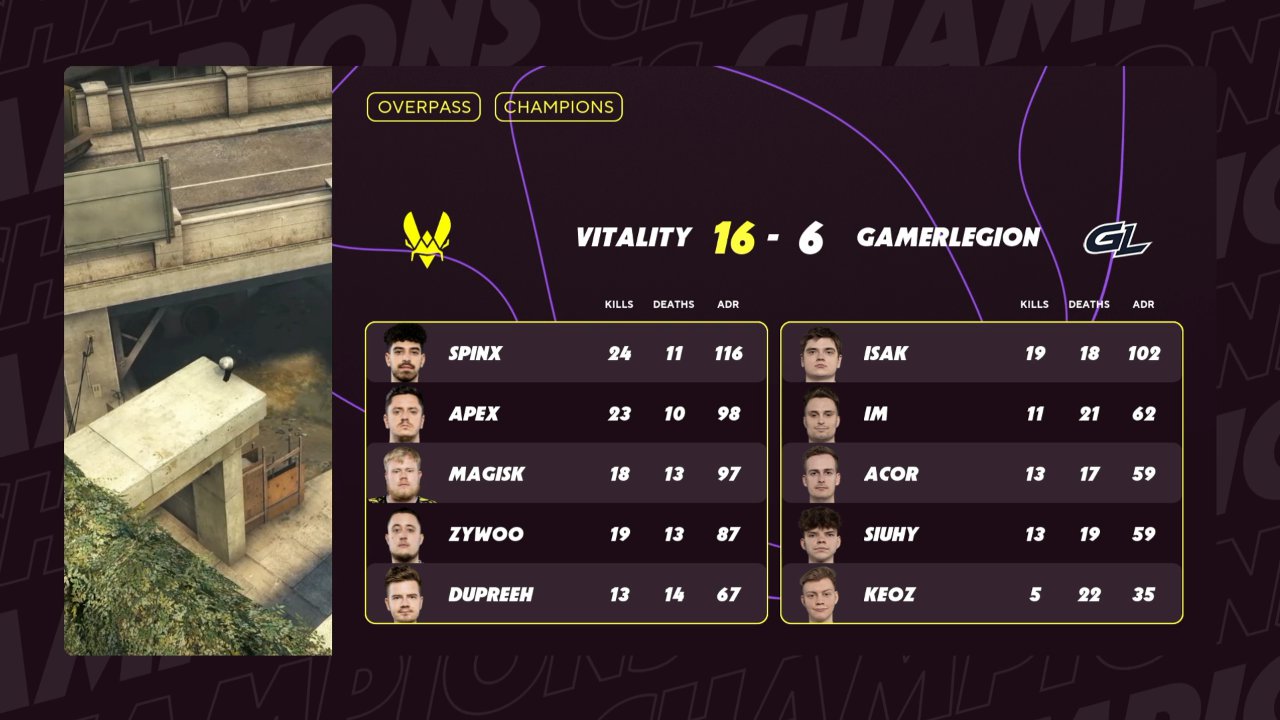 OVERPASS CHAMPIONS
VITALITY 16 - 6 GAMERLEGION GL
KILLS DEATHS ADR KILLS DEATHS ADR
SPINX 24 11 116 ISAK 19 18 102
APEX 23 10 98 IM 11 21 62
MAGISK 18 13 97 ACOR 13 17 59
ZYWOO 19 13 87 SIUHY 13 19 59
DUPREEH 13 14 67 KEOZ 5 22 35
CHAMPIONS